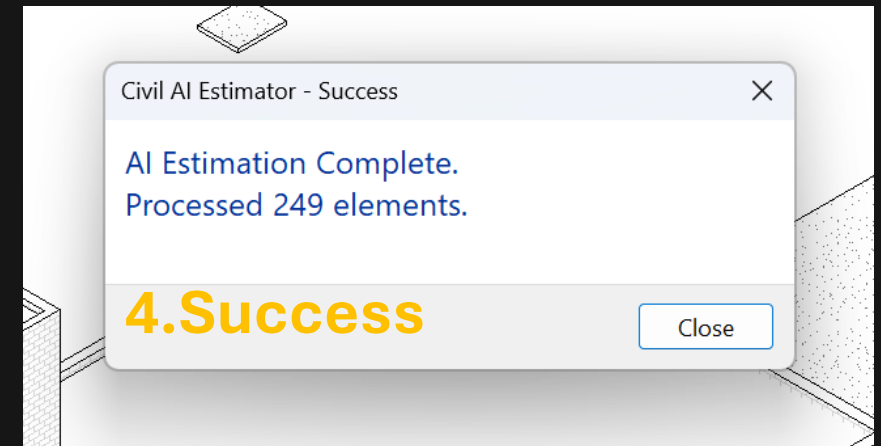 Civil AI Estimator - Success
AI Estimation Complete.
Processed 249 elements.
4.Success
Close